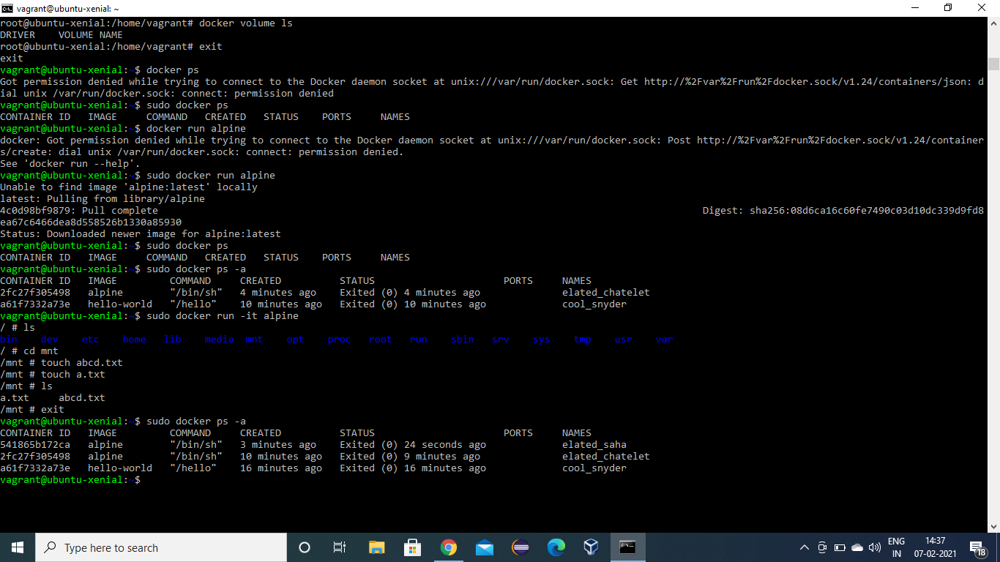 vagrant@ubuntu-xenial: ~
root@ubuntu-xenial:/home/vagrant# docker volume ls
DRIVER    VOLUME NAME
root@ubuntu-xenial:/home/vagrant# exit
exit
vagrant@ubuntu-xenial:~$ docker ps
Got permission denied while trying to connect to the Docker daemon socket at unix:///var/run/docker.sock: Get http://%2Fvar%2Frun%2Fdocker.sock/v1.24/containers/json: d
ial unix /var/run/docker.sock: connect: permission denied
vagrant@ubuntu-xenial:~$ sudo docker ps
CONTAINER ID   IMAGE     COMMAND   CREATED   STATUS    PORTS     NAMES
vagrant@ubuntu-xenial:~$ docker run alpine
docker: Got permission denied while trying to connect to the Docker daemon socket at unix:///var/run/docker.sock: Post http://%2Fvar%2Frun%2Fdocker.sock/v1.24/container
s/create: dial unix /var/run/docker.sock: connect: permission denied.
See 'docker run --help'.
vagrant@ubuntu-xenial:~$ sudo docker run alpine
Unable to find image 'alpine:latest' locally
latest: Pulling from library/alpine
4c0d98bf9879: Pull complete                                                                                             Digest: sha256:08d6ca16c60fe7490c03d10dc339d9fd8
ea67c6466dea8d558526b1330a85930
Status: Downloaded newer image for alpine:latest
vagrant@ubuntu-xenial:~$ sudo docker ps
CONTAINER ID   IMAGE     COMMAND   CREATED   STATUS    PORTS     NAMES
vagrant@ubuntu-xenial:~$ sudo docker ps -a
CONTAINER ID   IMAGE         COMMAND     CREATED          STATUS                      PORTS     NAMES
2fc27f305498   alpine        "/bin/sh"   4 minutes ago    Exited (0) 4 minutes ago              elated_chatelet
a61f7332a73e   hello-world   "/hello"    10 minutes ago   Exited (0) 10 minutes ago             cool_snyder
vagrant@ubuntu-xenial:~$ sudo docker run -it alpine
/ # ls
bin    dev    etc    home   lib    media  mnt    opt    proc   root   run    sbin   srv    sys    tmp    usr    var
/ # cd mnt
/mnt # touch abcd.txt
/mnt # touch a.txt
/mnt # ls
a.txt     abcd.txt
/mnt # exit
vagrant@ubuntu-xenial:~$ sudo docker ps -a
CONTAINER ID   IMAGE         COMMAND     CREATED          STATUS                      PORTS     NAMES
541865b172ca   alpine        "/bin/sh"   3 minutes ago    Exited (0) 24 seconds ago             elated_saha
2fc27f305498   alpine        "/bin/sh"   10 minutes ago   Exited (0) 9 minutes ago              elated_chatelet
a61f7332a73e   hello-world   "/hello"    16 minutes ago   Exited (0) 16 minutes ago             cool_snyder
vagrant@ubuntu-xenial:~$
Type here to search
ENG
IN
14:37
07-02-2021
18